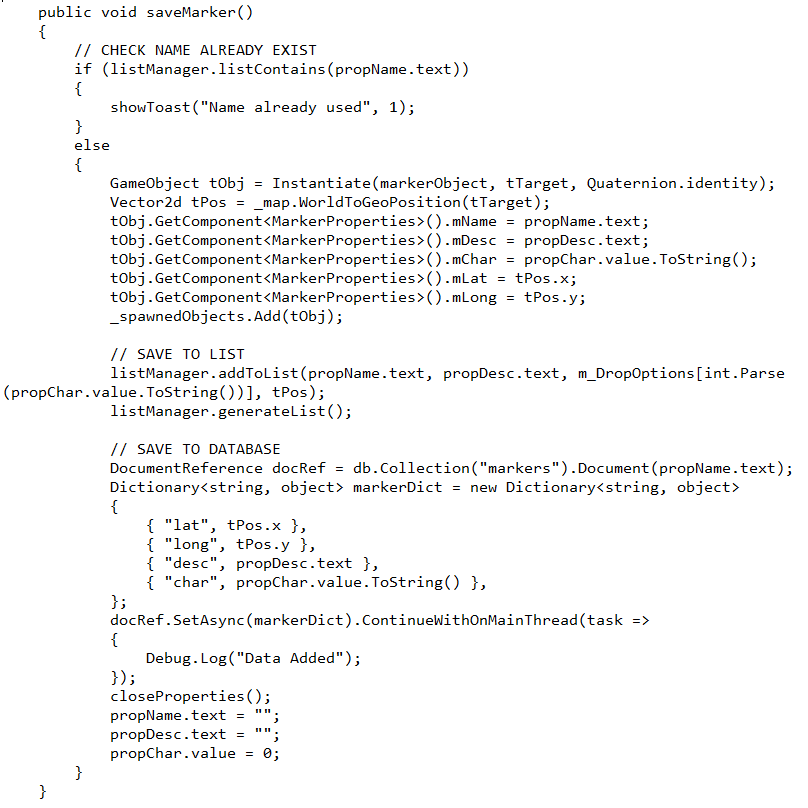 public void saveMarker()
{
// CHECK NAME ALREADY EXIST
if (listManager.listContains(propName.text))
{
showToast("Name already used", 1);
}
else
{
GameObject tObj = Instantiate(markerObject, tTarget, Quaternion.identity);
Vector2d tPos = _map.WorldToGeoPosition(tTarget);
tObj.GetComponent<MarkerProperties>().mName = propName.text;
tObj.GetComponent<MarkerProperties>().mDesc = propDesc.text;
tObj.GetComponent<MarkerProperties>().mChar = propChar.value.ToString();
tObj.GetComponent<MarkerProperties>().mLat = tPos.x;
tObj.GetComponent<MarkerProperties>().mLong = tPos.y;
_spawnedObjects.Add(tObj);
// SAVE TO LIST
listManager.addToList(propName.text, propDesc.text, m_DropOptions[int.Parse
(propChar.value.ToString())], tPos);
listManager.generateList();
// SAVE TO DATABASE
DocumentReference docRef = db.Collection("markers").Document(propName.text);
Dictionary<string, object> markerDict = new Dictionary<string, object>
{
{ "lat", tPos.x },
{ "long", tPos.y },
{ "desc", propDesc.text },
{ "char", propChar.value.ToString() },
};
docRef.SetAsync(markerDict).ContinueWithOnMainThread(task =>
{
Debug.Log("Data Added");
});
closeProperties();
propName.text = "";
propDesc.text = "";
propChar.value = 0;
}
}